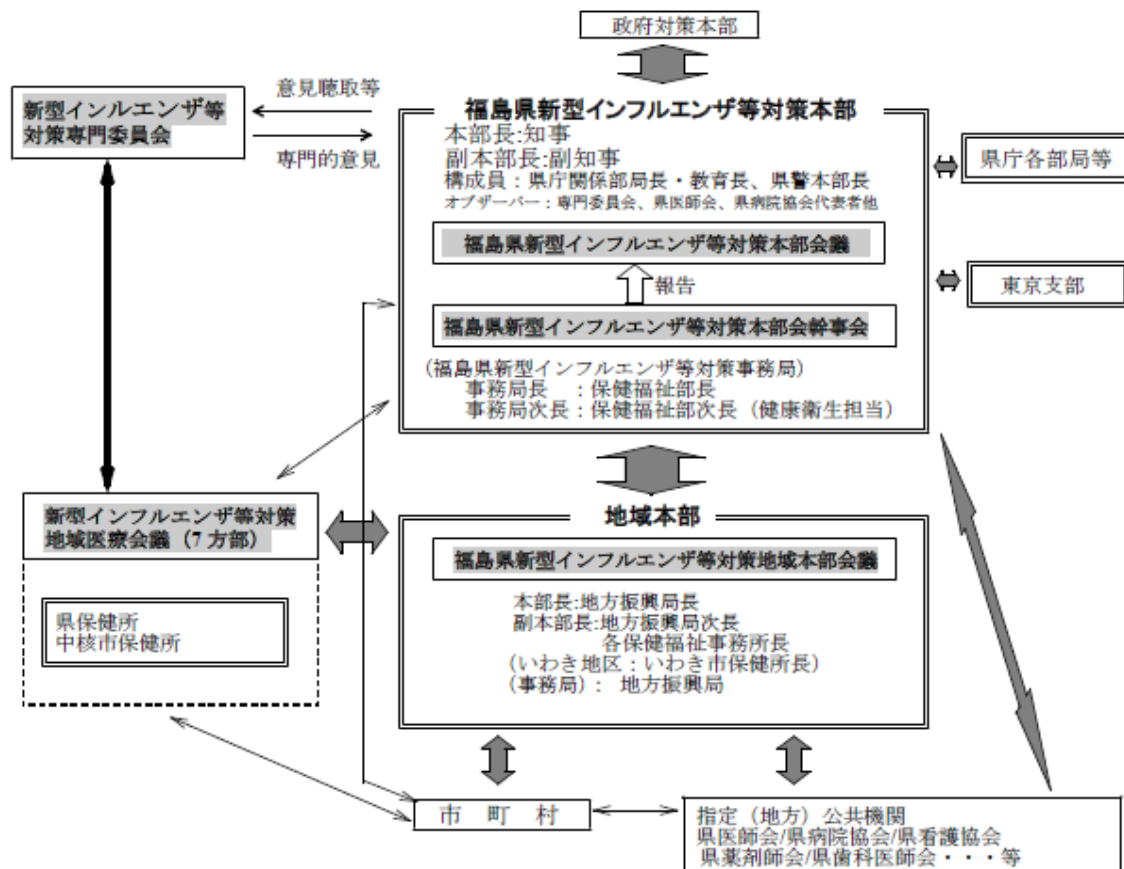 政府対策本部
意見聴取等
新型インルエンザ等
対策専門委員会
専門的意見
福島県新型インフルエンザ等対策本部
本部長:知事
副本部長:副知事
構成員：県庁関係部局長・教育長、県警本部長
オブザーバー：専門委員会、県医師会、県病院協会代表者他
県庁各部局等
福島県新型インフルエンザ等対策本部会議
報告
東京支部
福島県新型インフルエンザ等対策本部会幹事会
(福島県新型インフルエンザ等対策事務局)
事務局長　：保健福祉部長
事務局次長：保健福祉部次長（健康衛生担当）
新型インフルエンザ等対策
地域医療会議（7方部）
県保健所
中核市保健所
地域本部
福島県新型インフルエンザ等対策地域本部会議
本部長:地方振興局長
副本部長:地方振興局次長
各保健福祉事務所長
(いわき地区：いわき市保健所長)
(事務局)：　地方振興局
市　町　村
指定（地方）公共機関
県医師会/県病院協会/県看護協会
県薬剤師会/県歯科医師会・・・等